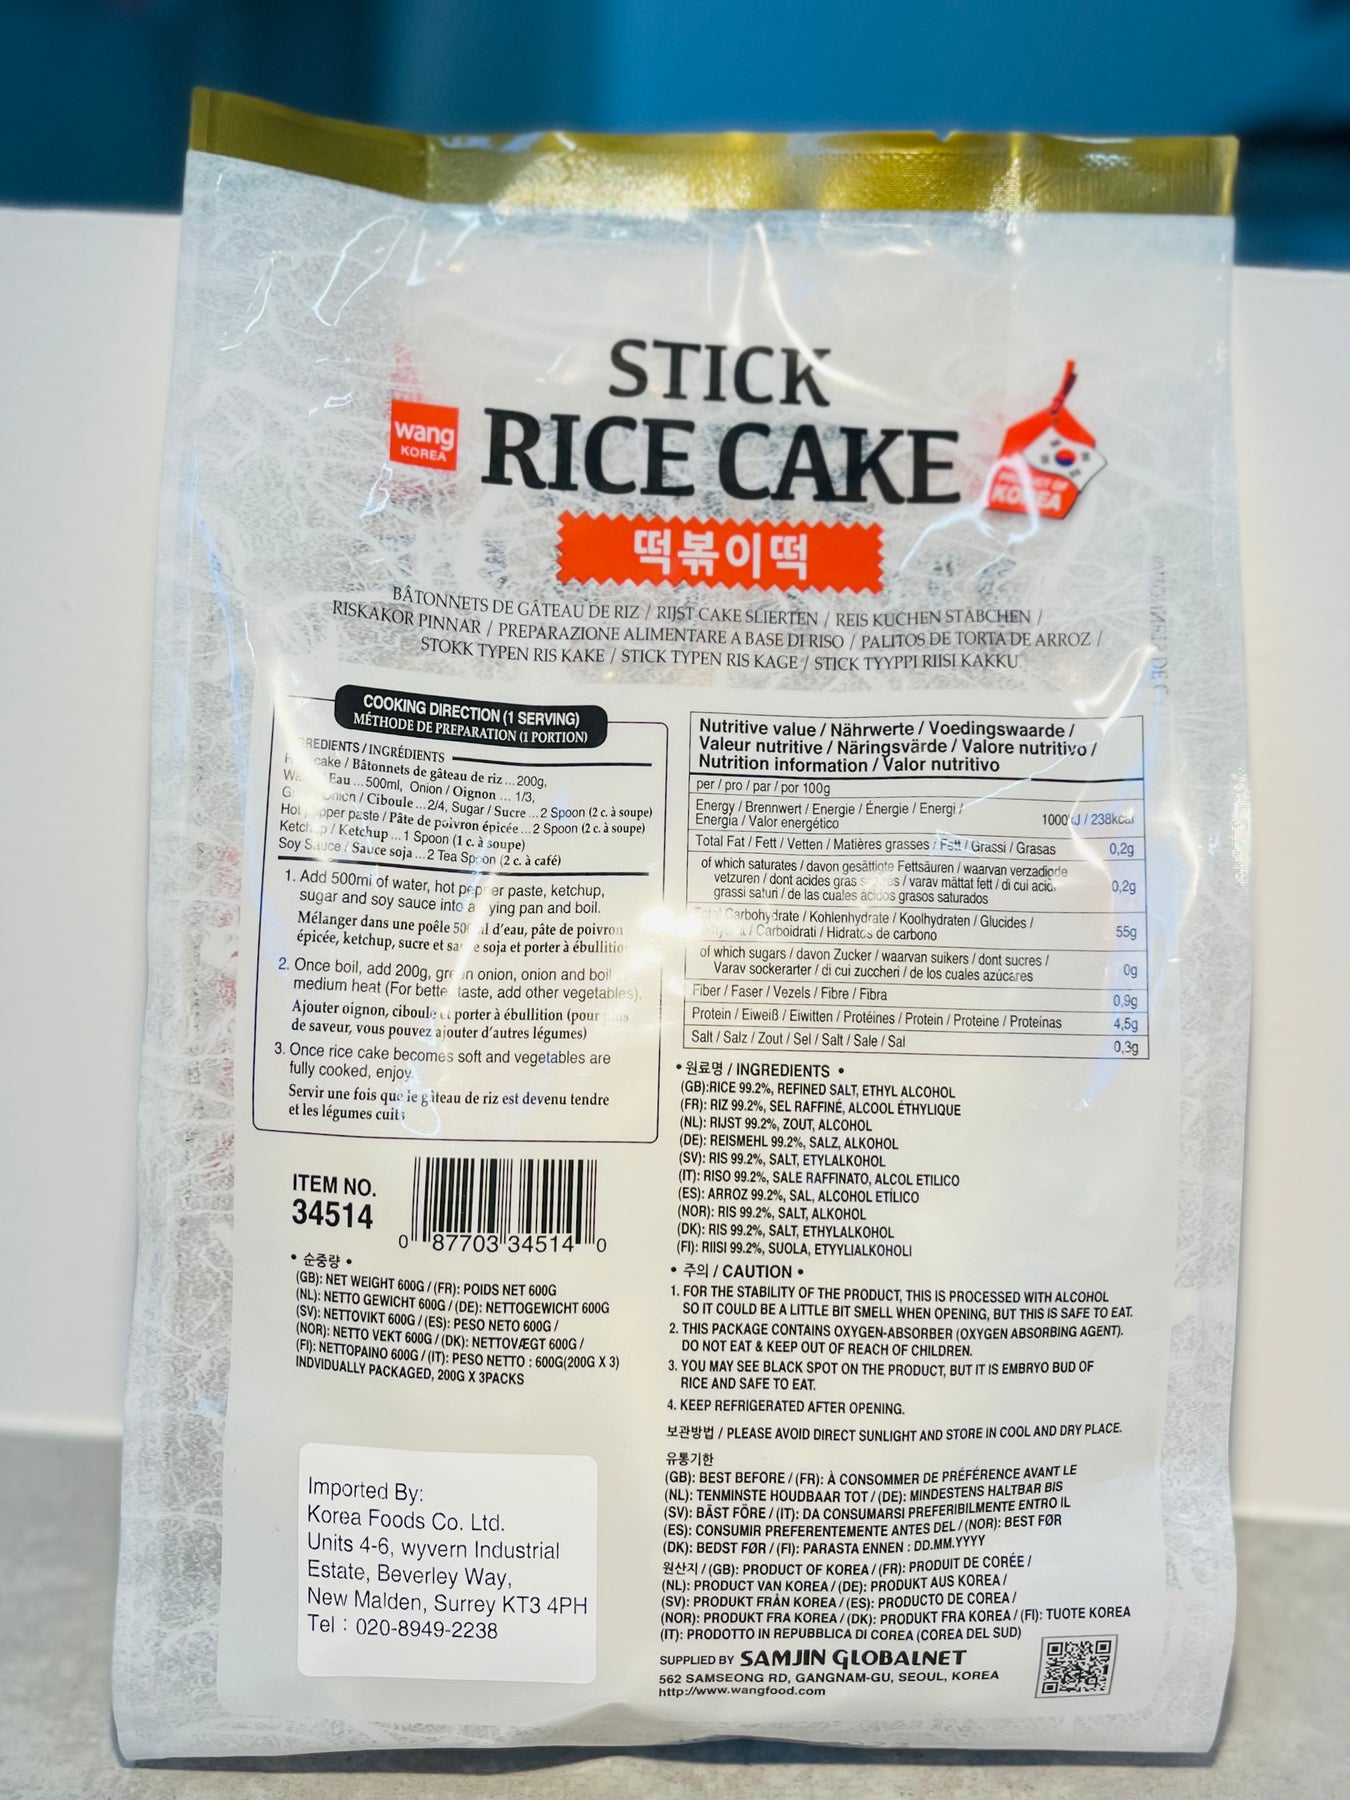 STICK
RICE CAKE
wang
KOREA
KOREA
떡볶이떡
BÂTONNETS DE GÂTEAU DE RIZ / RIJST CAKE SLIERTEN / REIS KUCHEN STÄBCHEN /
RISKAKOR PINNAR / PREPARAZIONE ALIMENTARE A BASE DI RISO / PALITOS DE TORTA DE ARROZ /
STOKK TYPEN RIS KAKE / STICK TYPEN RIS KAGE / STICK TYYPPI RIISI KAKKU
COOKING DIRECTION (1 SERVING)
MÉTHODE DE PREPARATION (1 PORTION)
/ INGRÉDIENTS
cake / Bâtonnets de gâteau de riz ... 200g,
Eau ... 500ml, Onion / Oignon ... 1/3,
/ Ciboule ... 2/4, Sugar / Sucre ... 2 Spoon (2 c. à soupe)
Hot paste / Pâte de poivron épicée ... 2 Spoon (2 c. à soupe)
/ Ketchup ... 1 Spoon (1 c. à soupe)
Soy Sauce / Sauce soja ... 2 Tea Spoon (2 c. à café)
1. Add 500ml of water, hot pepper paste, ketchup,
sugar and soy sauce into a pan and boil.
Mélanger dans une poêle d'eau, pâte de poivron
épicée, ketchup, sucre et soja et porter à
2. Once boil, add 200g, green onion, onion and boil
medium heat (For better taste, add other vegetables).
Ajouter oignon, ciboule et porter à ébullition (pour
de saveur, vous pouvez ajouter d'autres légumes)
3. Once rice cake becomes soft and vegetables are
fully cooked, enjoy.
Servir une fois que le gâteau de riz est devenu tendre
et les légumes cuits
ITEM NO.
34514
0 87703 34514 0
• 순중량 •
(GB): NET WEIGHT 600G / (FR): POIDS NET 600G
(NL): NETTO GEWICHT 600G / (DE): NETTOGEWICHT 600G
(SV): NETTOVIKT 600G / (ES): PESO NETO 600G /
(NOR): NETTO VEKT 600G / (DK): NETTOVÆGT 600G /
(FI): NETTOPAINO 600G / (IT): PESO NETTO : 600G(200G X 3)
INDVIDUALLY PACKAGED, 200G X 3PACKS
Imported By:
Korea Foods Co. Ltd.
Units 4-6, wyvern Industrial
Estate, Beverley Way,
New Malden, Surrey KT3 4PH
Tel : 020-8949-2238
Nutritive value / Nährwerte / Voedingswaarde /
Valeur nutritive / Näringsvärde / Valore nutritivo /
Nutrition information / Valor nutritivo
per / pro / par / por 100g
Energy / Brennwert / Energie / Énergie / Energi /
Energía / Valor energético 1000kJ / 238kcal
Total Fat / Fett / Vetten / Matières grasses / Fett / Grassi / Grasas 0,2g
of which saturates / davon gesättigte Fettsäuren / waarvan verzadigde
vetzuren / dont acides gras / varav mättat fett / di cui acidi
grassi saturi / de las cuales ácidos grasos saturados 0,2g
Total Carbohydrate / Kohlenhydrate / Koolhydraten / Glucides /
/ Carboidrati / Hidratos de carbono 55g
of which sugars / davon Zucker / waarvan suikers / dont sucres /
Varav sockerarter / di cui zuccheri / de los cuales azúcares 0g
Fiber / Faser / Vezels / Fibre / Fibra 0,9g
Protein / Eiweiß / Eiwitten / Protéines / Protein / Proteine / Proteínas 4,5g
Salt / Salz / Zout / Sel / Salt / Sale / Sal 0,3g
• 원료명 / INGREDIENTS •
(GB):RICE 99.2%, REFINED SALT, ETHYL ALCOHOL
(FR): RIZ 99.2%, SEL RAFFINÉ, ALCOOL ÉTHYLIQUE
(NL): RIJST 99.2%, ZOUT, ALCOHOL
(DE): REISMEHL 99.2%, SALZ, ALKOHOL
(SV): RIS 99.2%, SALT, ETYLALKOHOL
(IT): RISO 99.2%, SALE RAFFINATO, ALCOL ETILICO
(ES): ARROZ 99.2%, SAL, ALCOHOL ETÍLICO
(NOR): RIS 99.2%, SALT, ALKOHOL
(DK): RIS 99.2%, SALT, ETHYLALKOHOL
(FI): RIISI 99.2%, SUOLA, ETYYLIALKOHOLI
• 주의 / CAUTION •
1. FOR THE STABILITY OF THE PRODUCT, THIS IS PROCESSED WITH ALCOHOL
SO IT COULD BE A LITTLE BIT SMELL WHEN OPENING, BUT THIS IS SAFE TO EAT.
2. THIS PACKAGE CONTAINS OXYGEN-ABSORBER (OXYGEN ABSORBING AGENT).
DO NOT EAT & KEEP OUT OF REACH OF CHILDREN.
3. YOU MAY SEE BLACK SPOT ON THE PRODUCT, BUT IT IS EMBRYO BUD OF
RICE AND SAFE TO EAT.
4. KEEP REFRIGERATED AFTER OPENING.
보관방법 / PLEASE AVOID DIRECT SUNLIGHT AND STORE IN COOL AND DRY PLACE.
유통기한
(GB): BEST BEFORE / (FR): À CONSOMMER DE PRÉFÉRENCE AVANT LE
(NL): TENMINSTE HOUDBAAR TOT / (DE): MINDESTENS HALTBAR BIS
(SV): BÄST FÖRE / (IT): DA CONSUMARSI PREFERIBILMENTE ENTRO IL
(ES): CONSUMIR PREFERENTEMENTE ANTES DEL / (NOR): BEST FØR
(DK): BEDST FØR / (FI): PARASTA ENNEN : DD.MM.YYYY
원산지 / (GB): PRODUCT OF KOREA / (FR): PRODUIT DE CORÉE /
(NL): PRODUCT VAN KOREA / (DE): PRODUKT AUS KOREA /
(SV): PRODUKT FRÅN KOREA / (ES): PRODUCTO DE COREA /
(NOR): PRODUKT FRA KOREA / (DK): PRODUKT FRA KOREA / (FI): TUOTE KOREA
(IT): PRODOTTO IN REPUBBLICA DI COREA (COREA DEL SUD)
SUPPLIED BY SAMJIN GLOBALNET
562 SAMSEONG RD, GANGNAM-GU, SEOUL, KOREA
http://www.wangfood.com